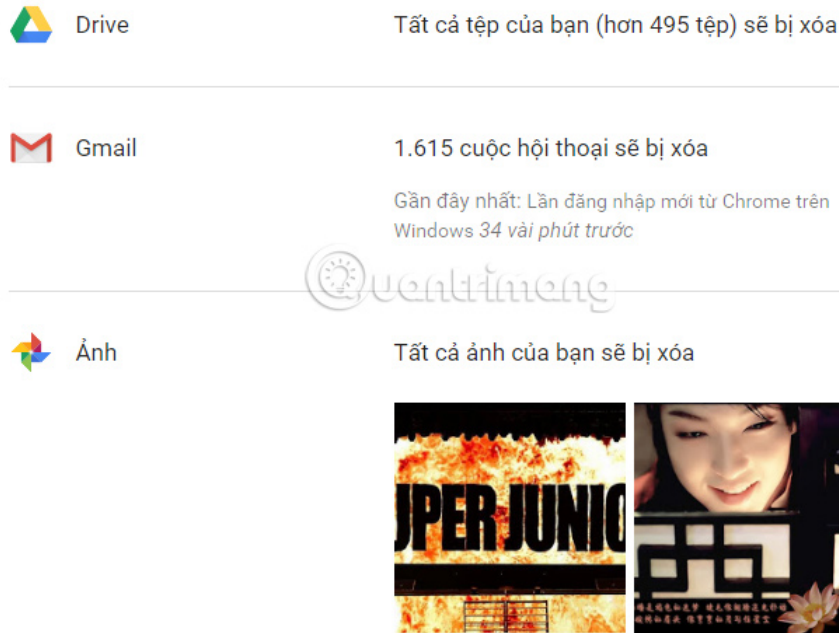 Drive
Tất cả tệp của bạn (hơn 495 tệp) sẽ bị xóa
Gmail
1.615 cuộc hội thoại sẽ bị xóa
Gần đây nhất: Lần đăng nhập mới từ Chrome trên
Windows 34 vài phút trước
Quantrimang
Ảnh
Tất cả ảnh của bạn sẽ bị xóa
UPER JUNIO
西